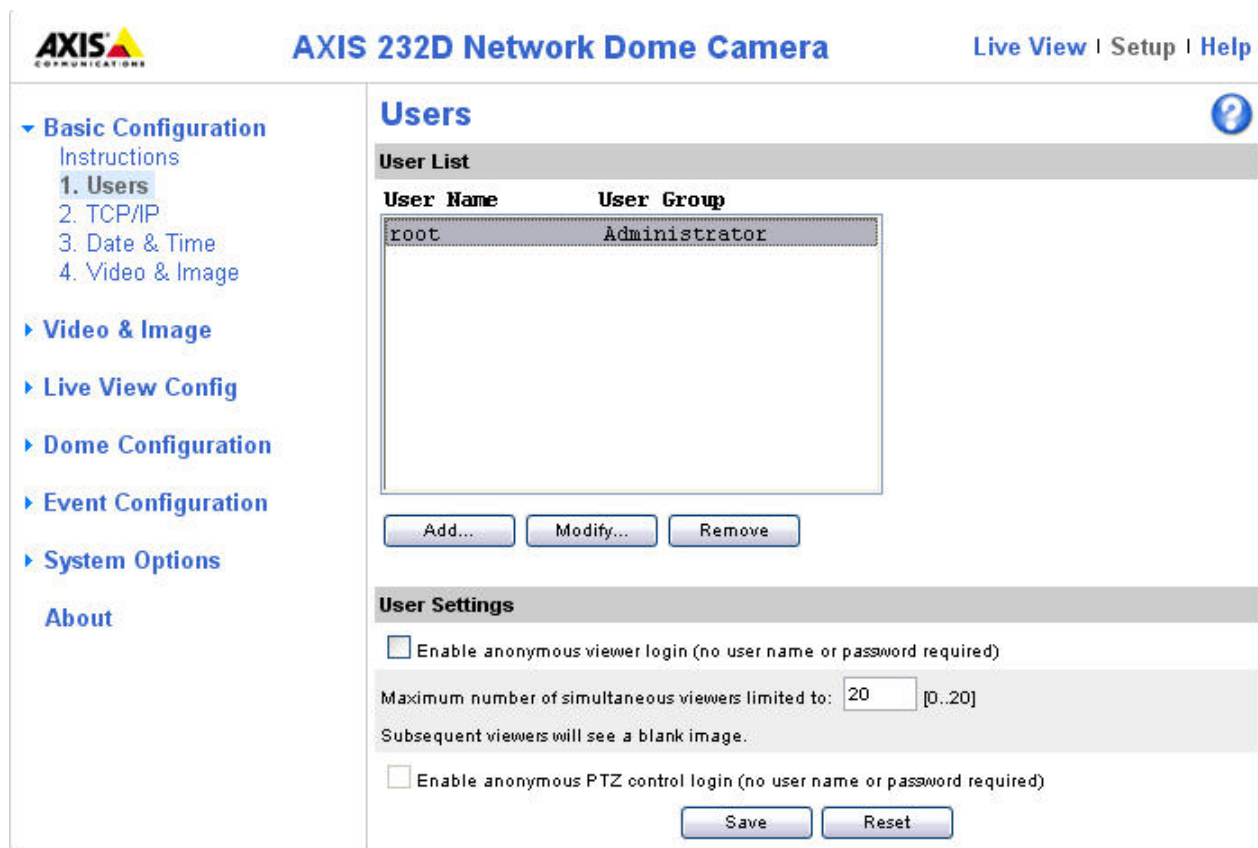 AXIS
COMMUNICATIONS
AXIS 232D Network Dome Camera
Live View | Setup | Help
Basic Configuration
Instructions
1. Users
2. TCP/IP
3. Date & Time
4. Video & Image
Video & Image
Live View Config
Dome Configuration
Event Configuration
System Options
About
Users
?
User List
User Name User Group
root Administrator
Add... Modify... Remove
User Settings
Enable anonymous viewer login (no user name or password required)
Maximum number of simultaneous viewers limited to: 20 [0..20]
Subsequent viewers will see a blank image.
Enable anonymous PTZ control login (no user name or password required)
Save Reset